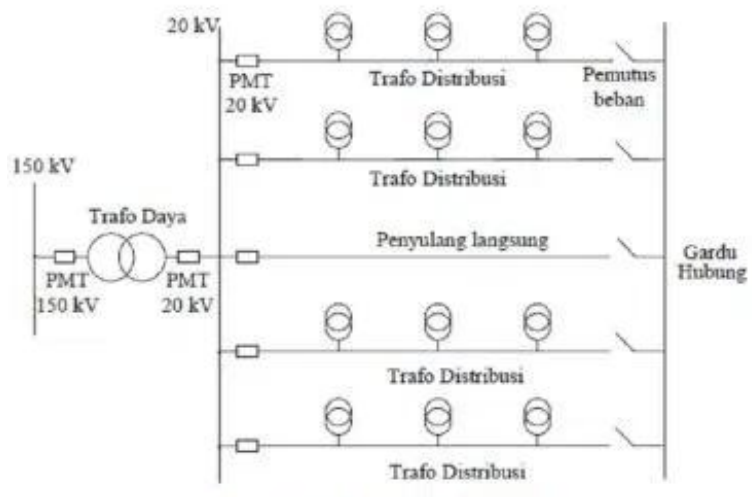 20 kV
PMT
20 kV
Trafo Distribusi
Pemutus
beban
Trafo Distribusi
150 kV
Trafo Daya
PMT
150 kV
PMT
20 kV
Penyulang langsung
Gardu
Hubung
Trafo Distribusi
Trafo Distribusi